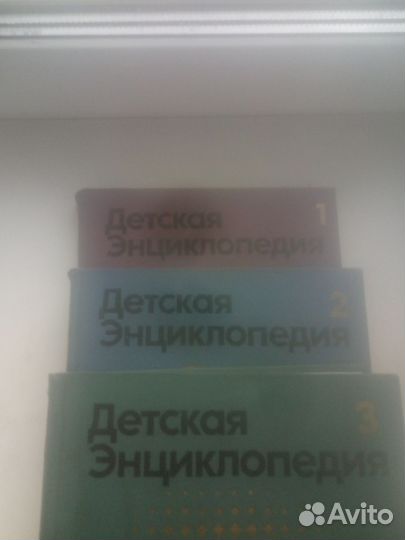 Детская 1
Энциклопедия
Детская 2
Энциклопедия
Детская 3
Энциклопедия
Avito